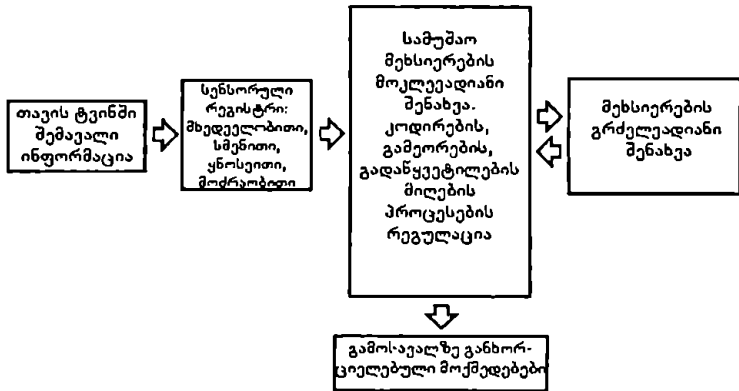 თავის ტვინში
შემავალი
ინფორმაცია
სენსორული
რეგისტრი:
მხედველობითი,
სმენითი,
ყნოსვითი,
მოძრაობითი
სამუშაო
მეხსიერების
მოკლევადიანი
შენახვა.
კოდირების,
გამეორების,
გადაწყვეტილების
მიღების
პროცესების
რეგულაცია
მეხსიერების
გრძელვადიანი
შენახვა
გამოსავალზე განხორ-
ციელებული მოქმედებები